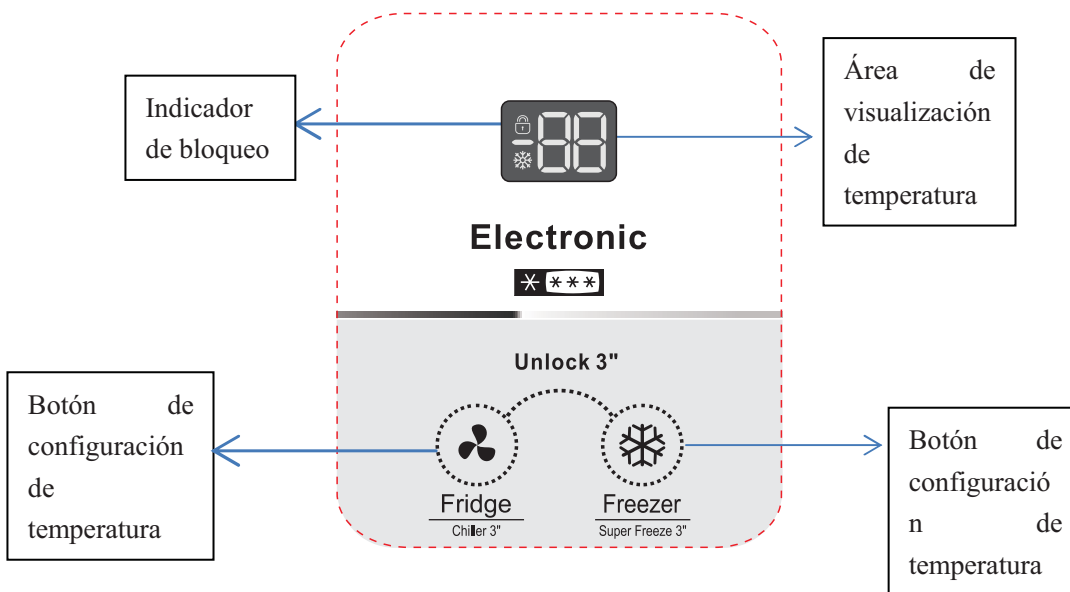 Indicador
de bloqueo
-88
Área de
visualización
de
temperatura
Electronic
Unlock 3"
Botón de
configuración
de
temperatura
Fridge
Chiller 3"
Freezer
Super Freeze 3"
Botón de
configuració
n de
temperatura